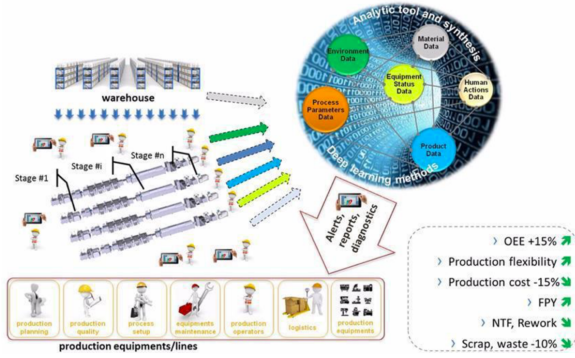 Analytic tool and synthesis
Material
Data
Environment
Data
Equipment
Status
Data
Human
Actions
Data
Process
Parameters
Data
Product
Data
Deep learning methods
warehouse
Stage #n
Stage #i
Stage #1
Alerts,
reports,
diagnostics
OEE +15%
Production flexibility
Production cost -15%
FPY
NTF, Rework
Scrap, waste -10%
production
planning
production
quality
process
setup
equipments
maintenance
production
operators
logistics
production
equipments
production equipments/lines